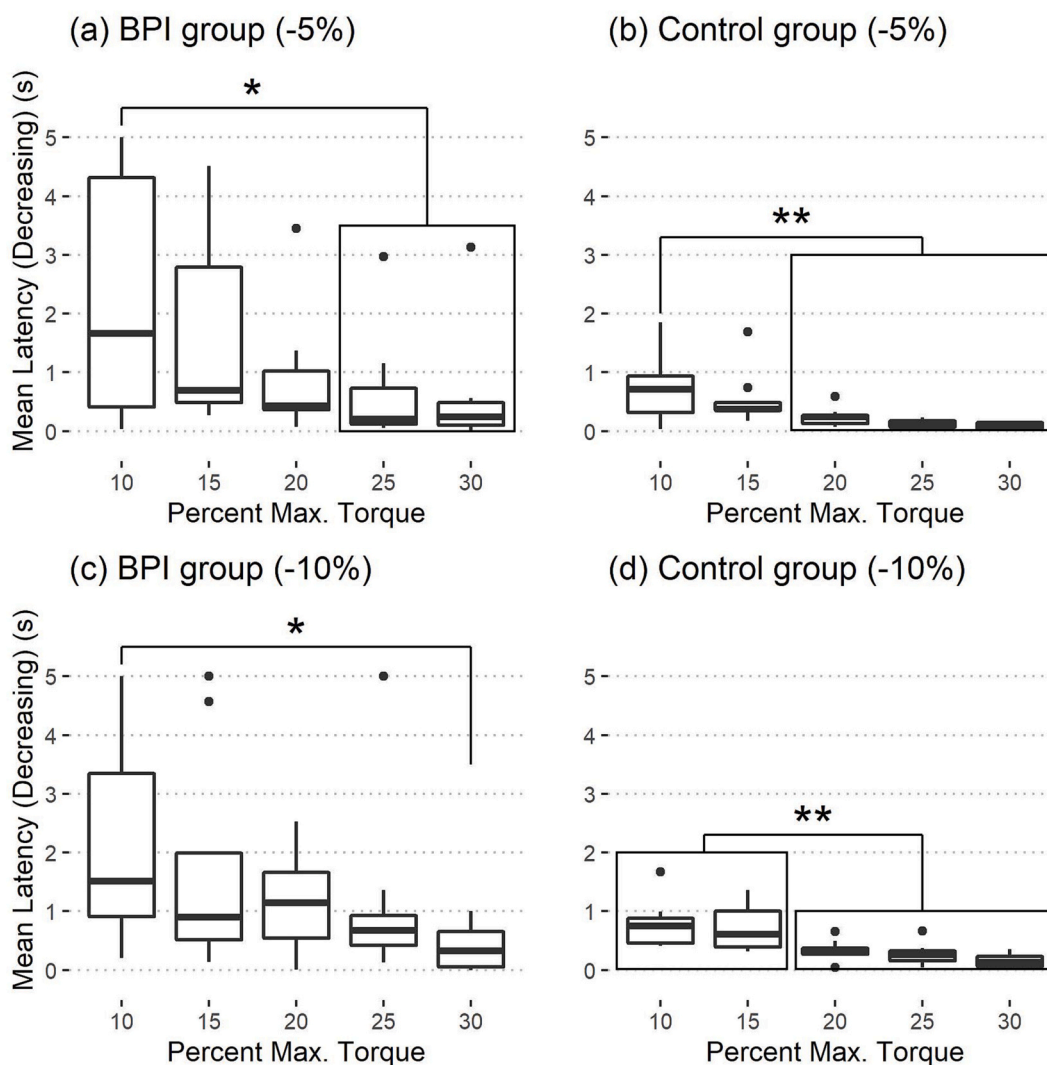 (a) BPI group (-5%)
Mean Latency (Decreasing) (s)
5
4
3
2
1
0
*
10 15 20 25 30
Percent Max. Torque
(b) Control group (-5%)
5
4
3
2
1
0
**
10 15 20 25 30
Percent Max. Torque
(c) BPI group (-10%)
Mean Latency (Decreasing) (s)
5
4
3
2
1
0
*
10 15 20 25 30
Percent Max. Torque
(d) Control group (-10%)
5
4
3
2
1
0
**
10 15 20 25 30
Percent Max. Torque